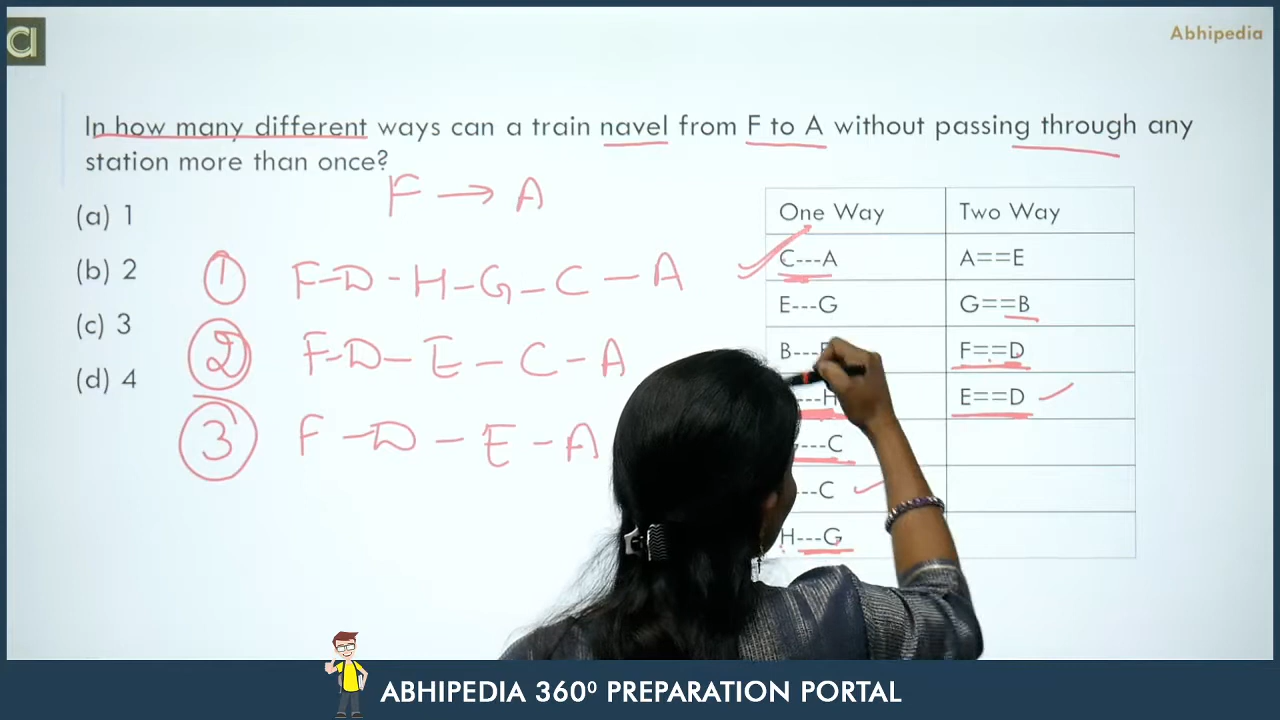 a
Abhipedia
In how many different ways can a train navel from F to A without passing through any
station more than once?
F → A
(a) 1
(b) 2
(c) 3
(d) 4
① F-D-H-G-C-A
② F-D-E-C-A
③ F-D-E-A
One Way Two Way
C---A A==E
E---G G==B
B--- F==D
---H E==D
---C
---C
H---G
ABHIPEDIA 360⁰ PREPARATION PORTAL